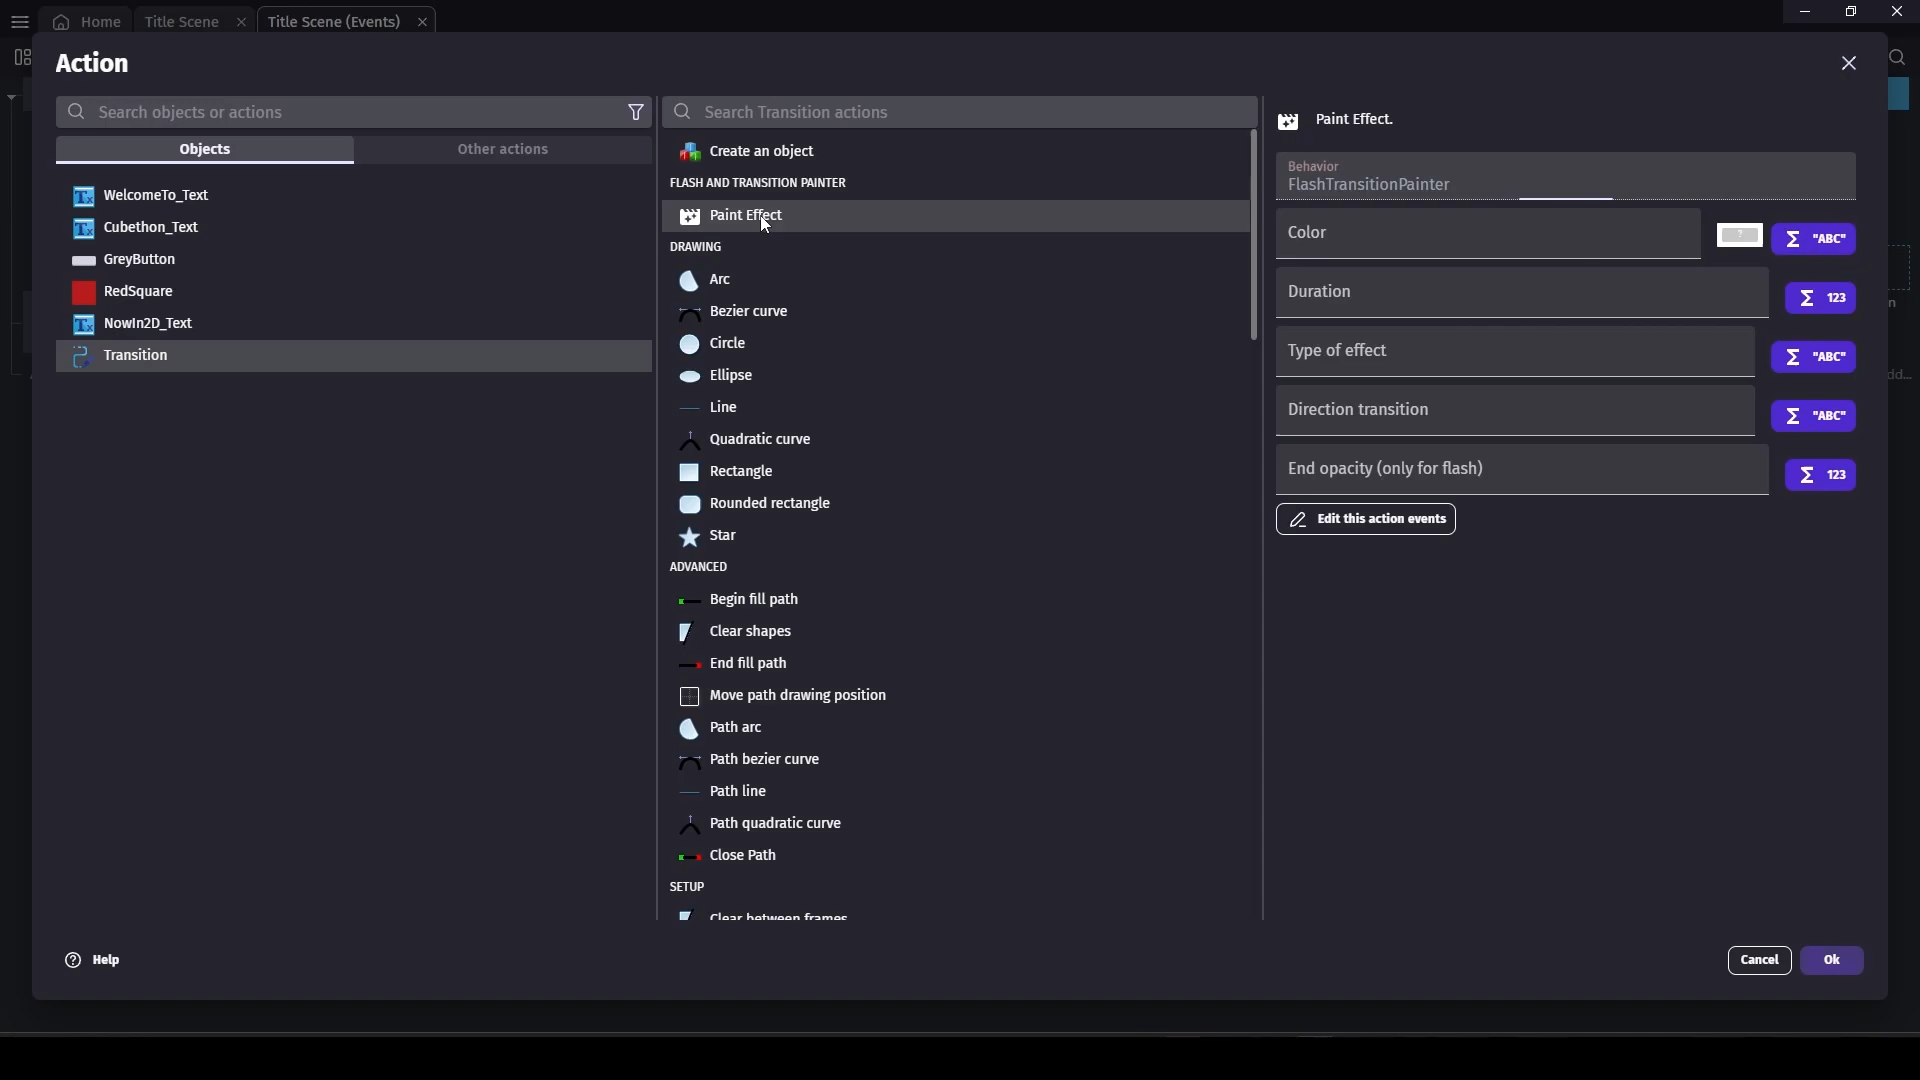 Home
Title Scene
Title Scene (Events)
Action
Search objects or actions
Objects
Other actions
WelcomeTo_Text
Cubethon_Text
GreyButton
RedSquare
NowIn2D_Text
Transition
Search Transition actions
Create an object
FLASH AND TRANSITION PAINTER
Paint Effect
DRAWING
Arc
Bezier curve
Circle
Ellipse
Line
Quadratic curve
Rectangle
Rounded rectangle
Star
ADVANCED
Begin fill path
Clear shapes
End fill path
Move path drawing position
Path arc
Path bezier curve
Path line
Path quadratic curve
Close Path
SETUP
Clear between frames
Paint Effect.
Behavior
FlashTransitionPainter
Color
? Σ "ABC"
Duration
Σ 123
Type of effect
Σ "ABC"
Direction transition
Σ "ABC"
End opacity (only for flash)
Σ 123
Edit this action events
Help
Cancel
Ok